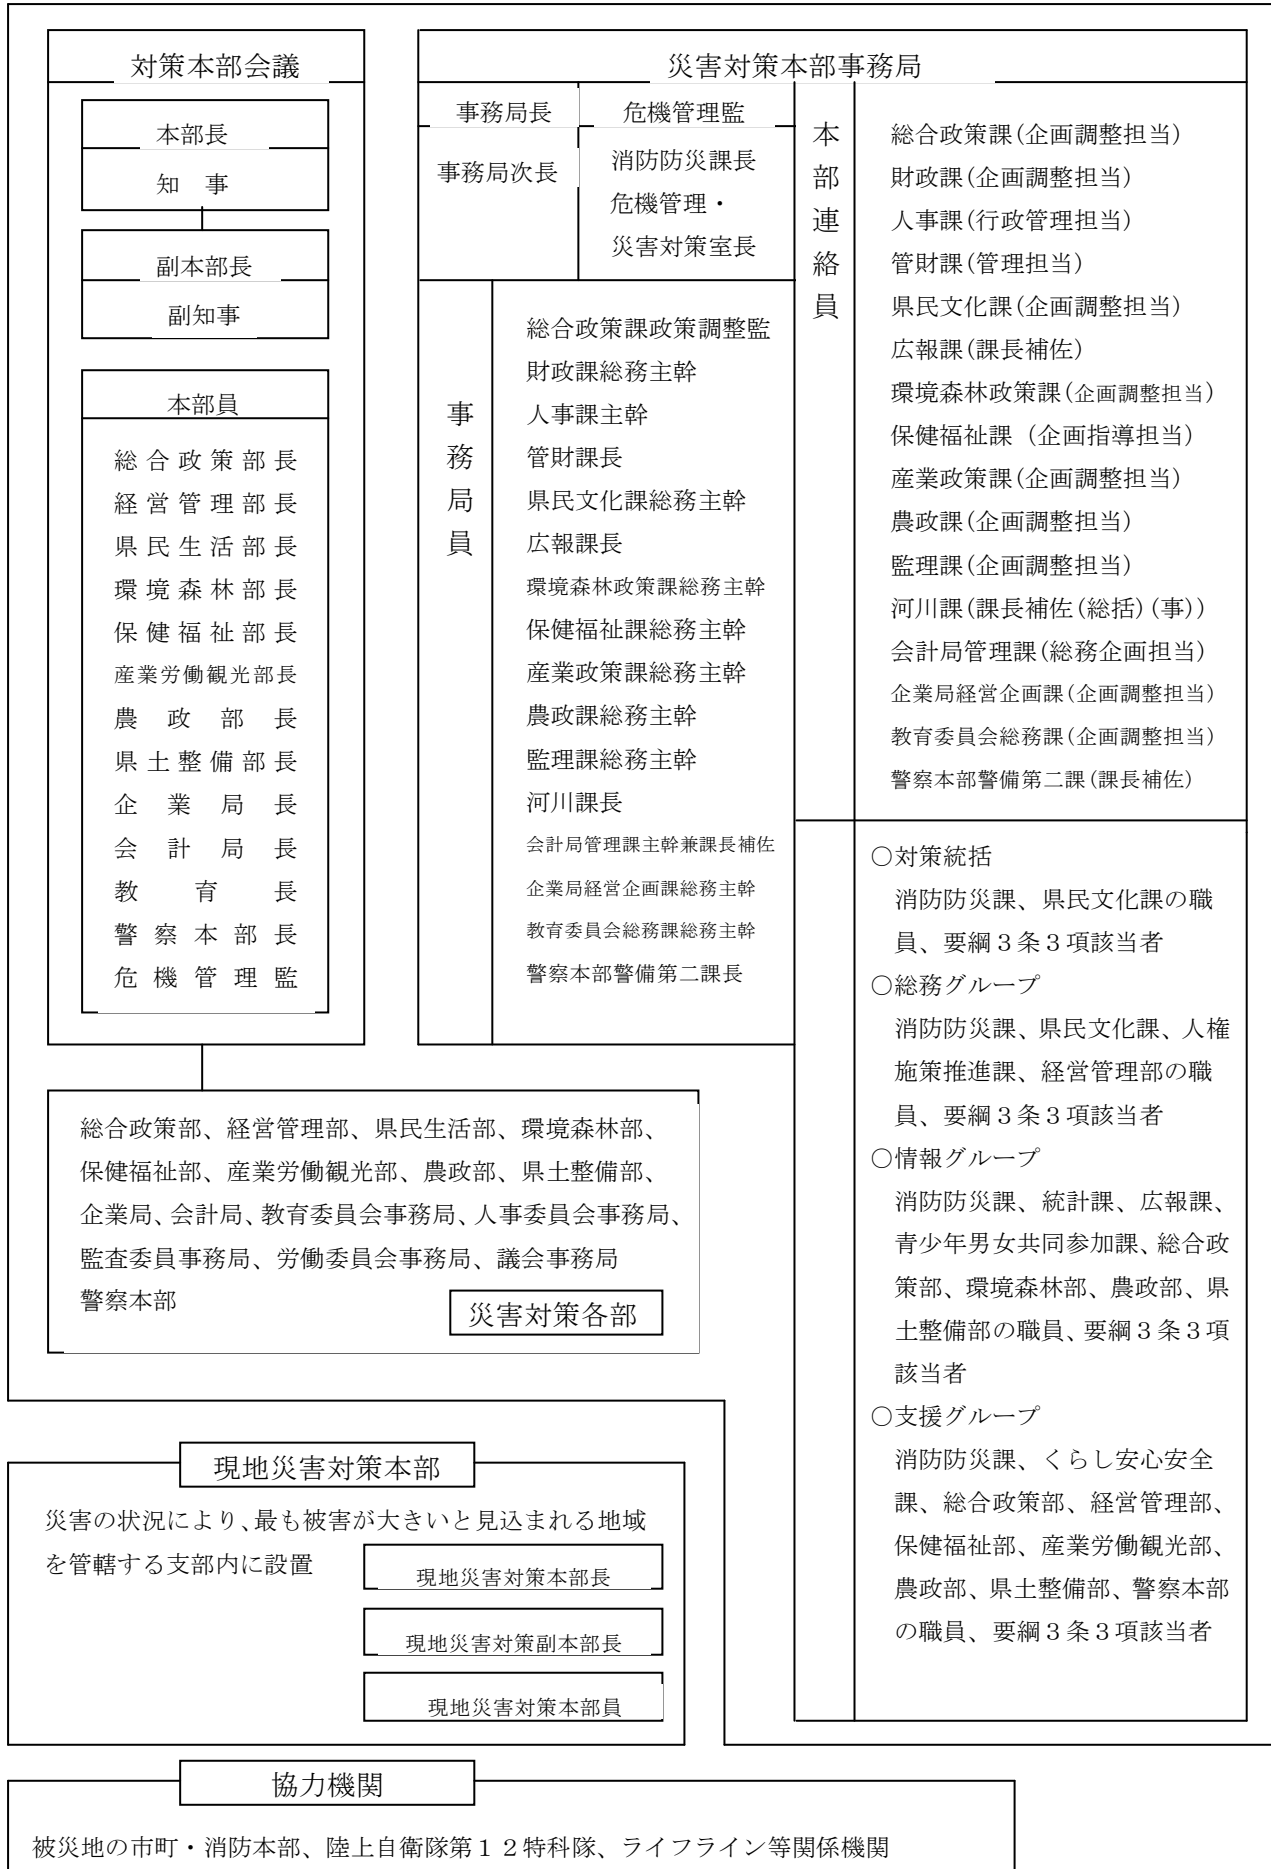 対策本部会議
本部長
知　事
副本部長
副知事
本部員
総合政策部長
経営管理部長
県民生活部長
環境森林部長
保健福祉部長
産業労働観光部長
農政部長
県土整備部長
企業局長
会計局長
教育長
警察本部長
危機管理監
災害対策本部事務局
事務局長　危機管理監
事務局次長　消防防災課長
危機管理・
災害対策室長
事務局員
総合政策課政策調整監
財政課総務主幹
人事課主幹
管財課長
県民文化課総務主幹
広報課長
環境森林政策課総務主幹
保健福祉課総務主幹
産業政策課総務主幹
農政課総務主幹
監理課総務主幹
河川課長
会計局管理課主幹兼課長補佐
企業局経営企画課総務主幹
教育委員会総務課総務主幹
警察本部警備第二課長
本部連絡員
総合政策課(企画調整担当)
財政課(企画調整担当)
人事課(行政管理担当)
管財課(管理担当)
県民文化課(企画調整担当)
広報課(課長補佐)
環境森林政策課(企画調整担当)
保健福祉課 (企画指導担当)
産業政策課(企画調整担当)
農政課(企画調整担当)
監理課(企画調整担当)
河川課(課長補佐(総括)(事))
会計局管理課(総務企画担当)
企業局経営企画課(企画調整担当)
教育委員会総務課(企画調整担当)
警察本部警備第二課(課長補佐)
○対策統括
消防防災課、県民文化課の職
員、要綱３条３項該当者
○総務グループ
消防防災課、県民文化課、人権
施策推進課、経営管理部の職
員、要綱３条３項該当者
○情報グループ
消防防災課、統計課、広報課、
青少年男女共同参加課、総合政
策部、環境森林部、農政部、県
土整備部の職員、要綱３条３項
該当者
○支援グループ
消防防災課、くらし安心安全
課、総合政策部、経営管理部、
保健福祉部、産業労働観光部、
農政部、県土整備部、警察本部
の職員、要綱３条３項該当者
総合政策部、経営管理部、県民生活部、環境森林部、
保健福祉部、産業労働観光部、農政部、県土整備部、
企業局、会計局、教育委員会事務局、人事委員会事務局、
監査委員事務局、労働委員会事務局、議会事務局
警察本部
災害対策各部
現地災害対策本部
災害の状況により、最も被害が大きいと見込まれる地域
を管轄する支部内に設置
現地災害対策本部長
現地災害対策副本部長
現地災害対策本部員
協力機関
被災地の市町・消防本部、陸上自衛隊第１２特科隊、ライフライン等関係機関